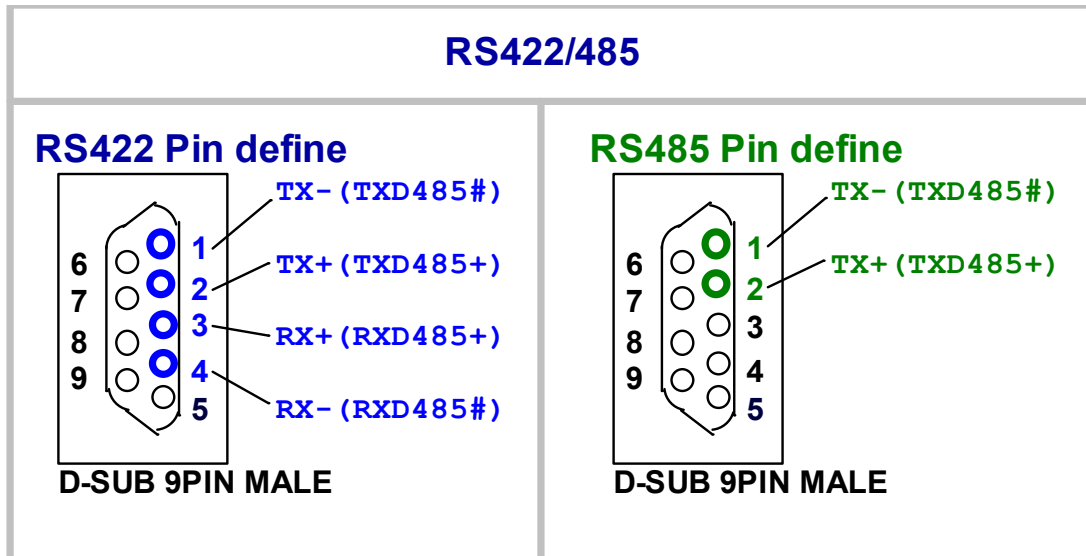 RS422/485
RS422 Pin define
TX-(TXD485#)
1
6
TX+(TXD485+)
2
7
3
RX+(RXD485+)
8
4
9
RX-(RXD485#)
5
D-SUB 9PIN MALE
RS485 Pin define
TX-(TXD485#)
1
6
TX+(TXD485+)
2
7
3
8
4
9
5
D-SUB 9PIN MALE